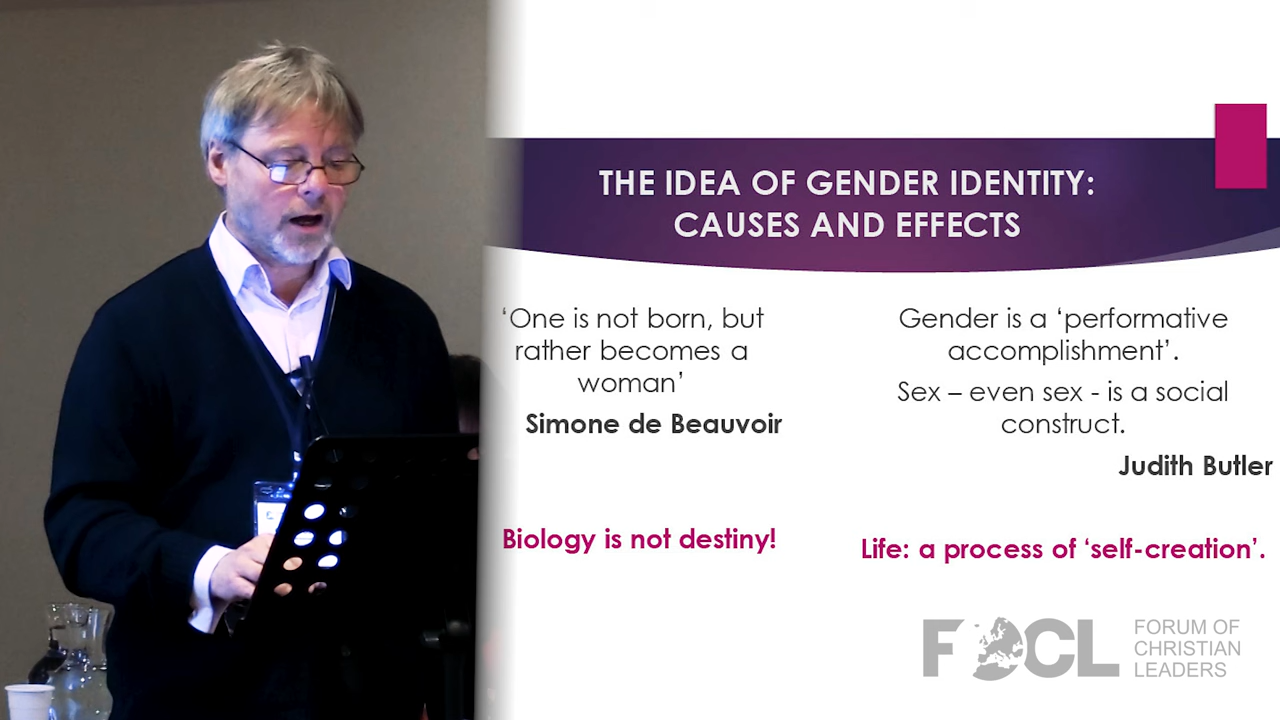 THE IDEA OF GENDER IDENTITY:
CAUSES AND EFFECTS
‘One is not born, but
rather becomes a
woman’
Simone de Beauvoir
Biology is not destiny!
Gender is a ‘performative
accomplishment’.
Sex – even sex - is a social
construct.
Judith Butler
Life: a process of ‘self-creation’.
FOCL
FORUM OF
CHRISTIAN
LEADERS